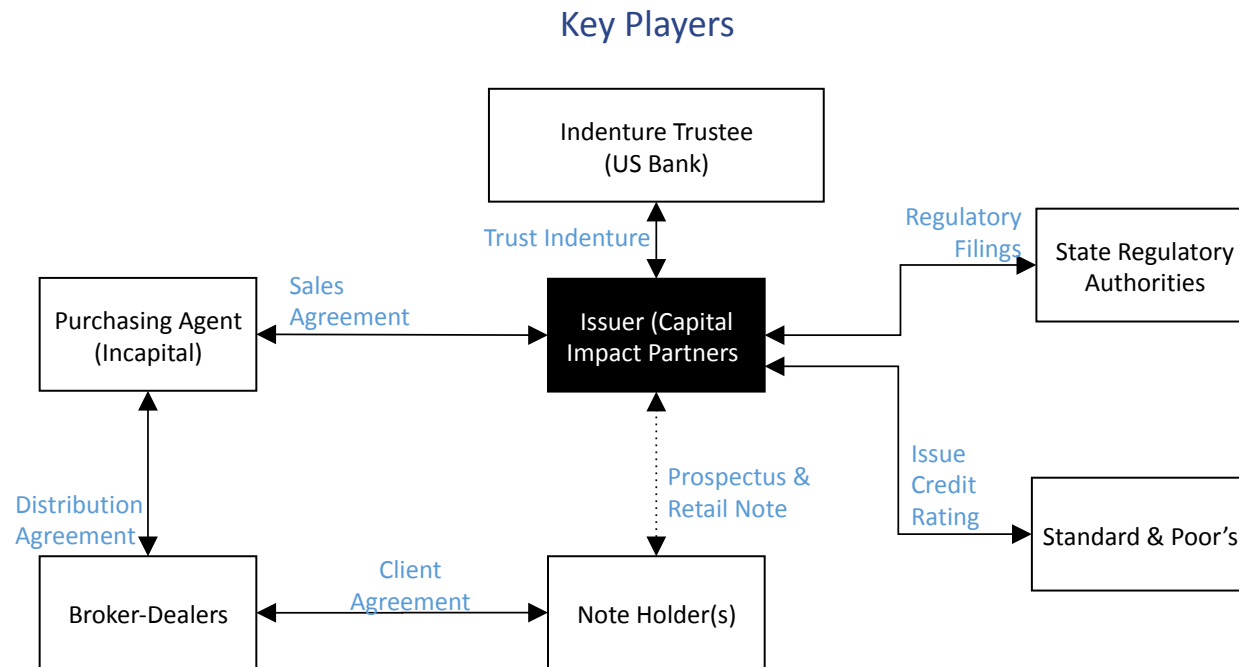 Key Players
Indenture Trustee
(US Bank)
Trust Indenture
Regulatory
Filings
State Regulatory
Authorities
Sales
Agreement
Purchasing Agent
(Incapital)
Issuer (Capital
Impact Partners
Prospectus &
Retail Note
Issue
Credit
Rating
Standard & Poor’s
Distribution
Agreement
Client
Agreement
Broker-Dealers
Note Holder(s)